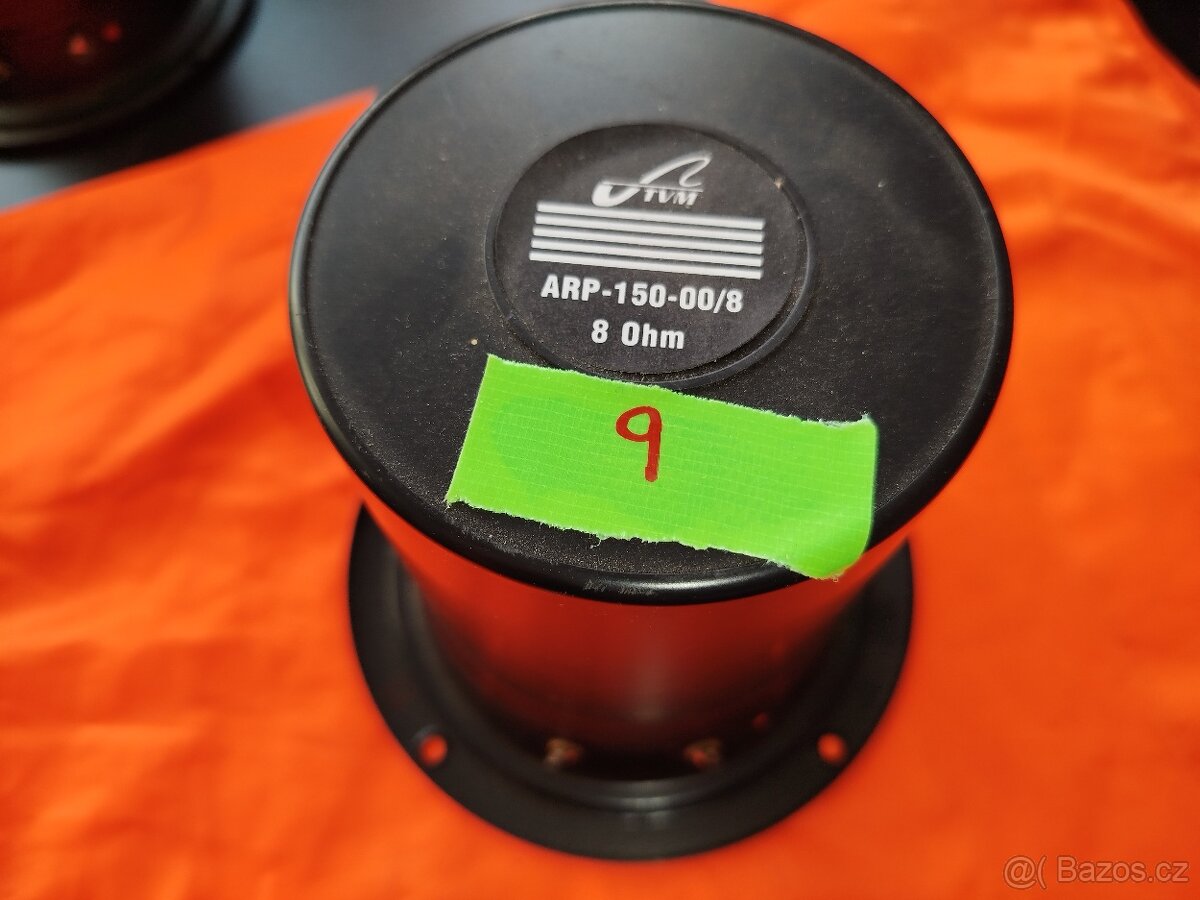 TVM
ARP-150-00/8
8 Ohm
9
@( Bazos.cz